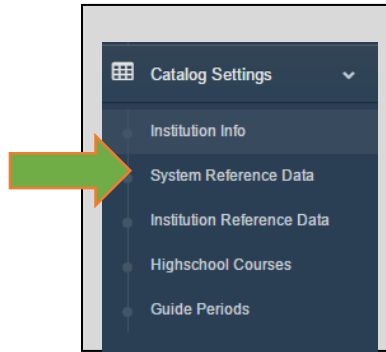 Catalog Settings
Institution Info
System Reference Data
Institution Reference Data
Highschool Courses
Guide Periods